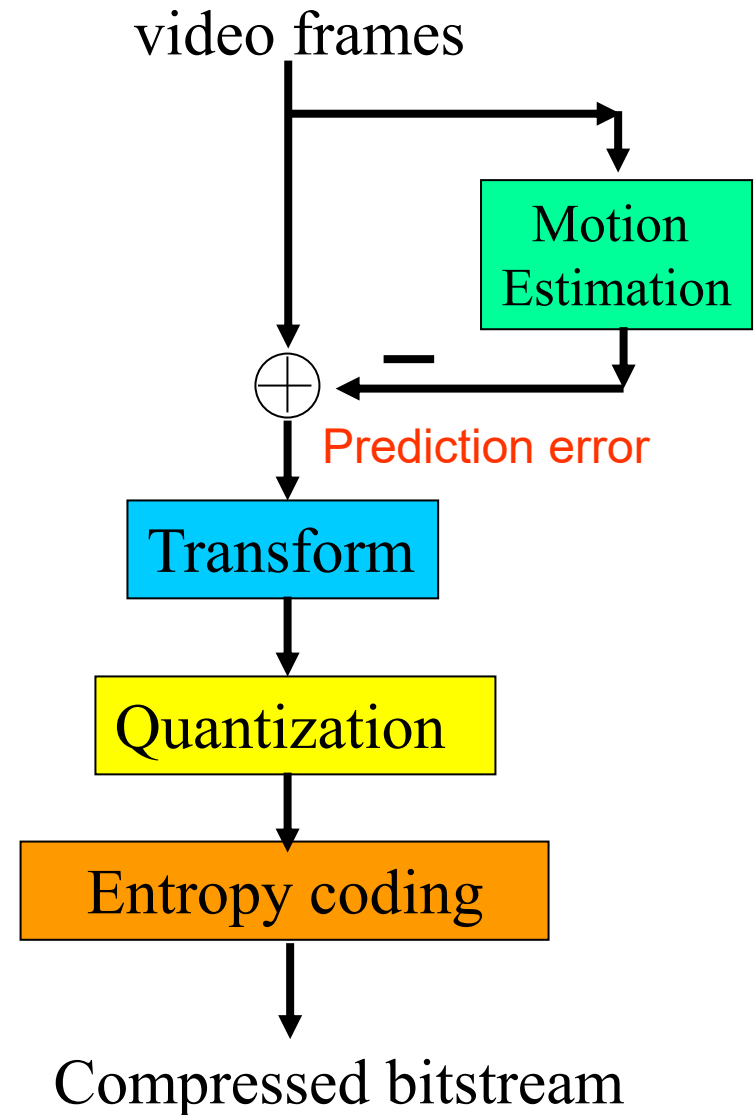 video frames
Motion
Estimation
–
Prediction error
Transform
Quantization
Entropy coding
Compressed bitstream